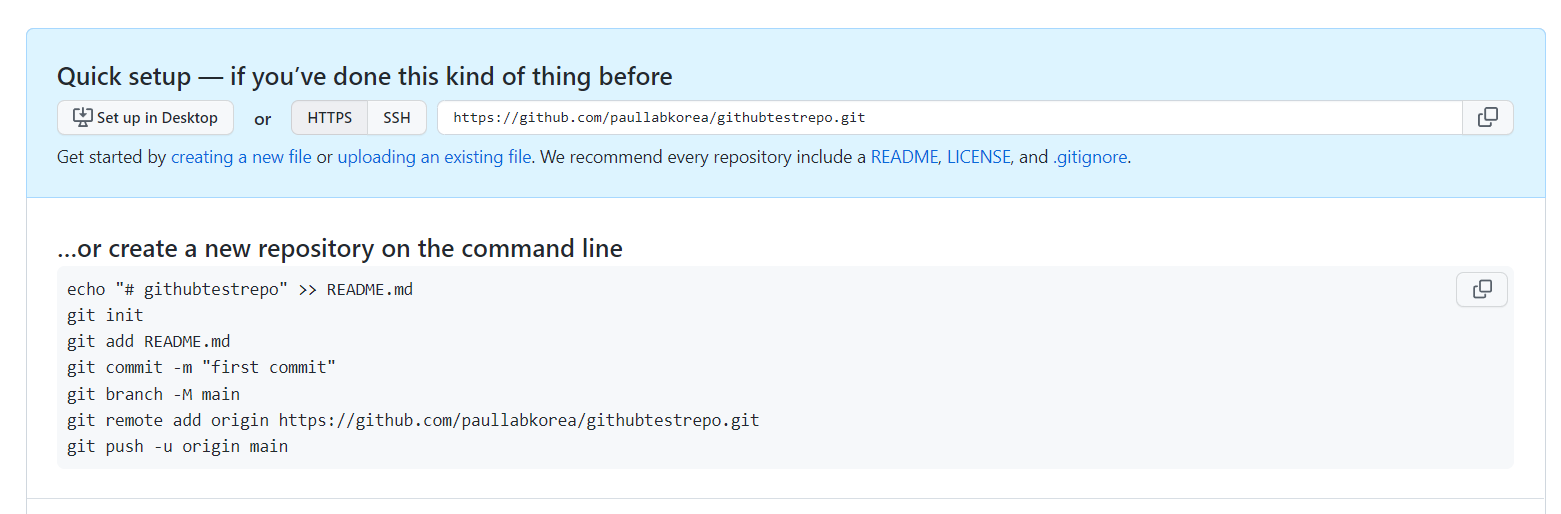 Quick setup — if you’ve done this kind of thing before
Set up in Desktop or HTTPS SSH https://github.com/paullabkorea/githubtestrepo.git
Get started by creating a new file or uploading an existing file. We recommend every repository include a README, LICENSE, and .gitignore.
…or create a new repository on the command line
echo "# githubtestrepo" >> README.md
git init
git add README.md
git commit -m "first commit"
git branch -M main
git remote add origin https://github.com/paullabkorea/githubtestrepo.git
git push -u origin main